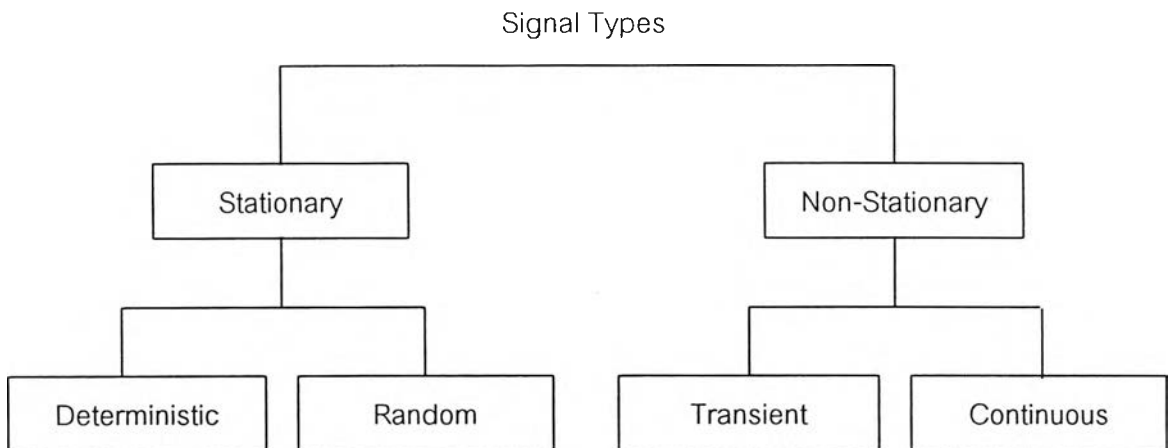 Signal Types
Stationary
Non-Stationary
Deterministic
Random
Transient
Continuous